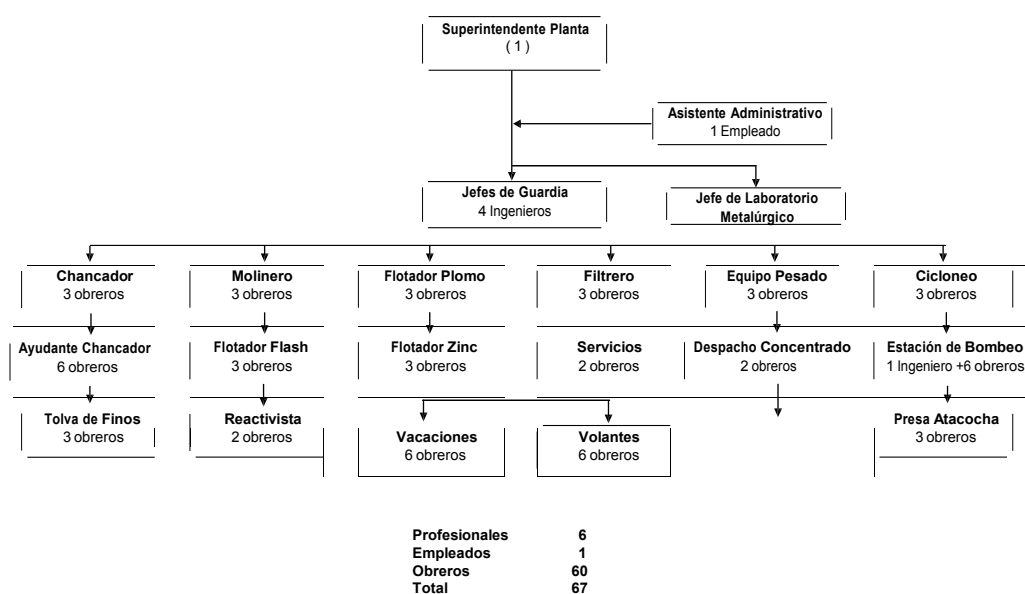 Superintendente Planta
( 1 )
Asistente Administrativo
1 Empleado
Jefes de Guardia
4 Ingenieros
Jefe de Laboratorio
Metalúrgico
Chancador
3 obreros
Molinero
3 obreros
Flotador Plomo
3 obreros
Filtrero
3 obreros
Equipo Pesado
3 obreros
Cicloneo
3 obreros
Ayudante Chancador
6 obreros
Flotador Flash
3 obreros
Flotador Zinc
3 obreros
Servicios
2 obreros
Despacho Concentrado
2 obreros
Estación de Bombeo
1 Ingeniero +6 obreros
Tolva de Finos
3 obreros
Reactivista
2 obreros
Vacaciones
6 obreros
Volantes
6 obreros
Presa Atacocha
3 obreros
Profesionales 6
Empleados 1
Obreros 60
Total 67